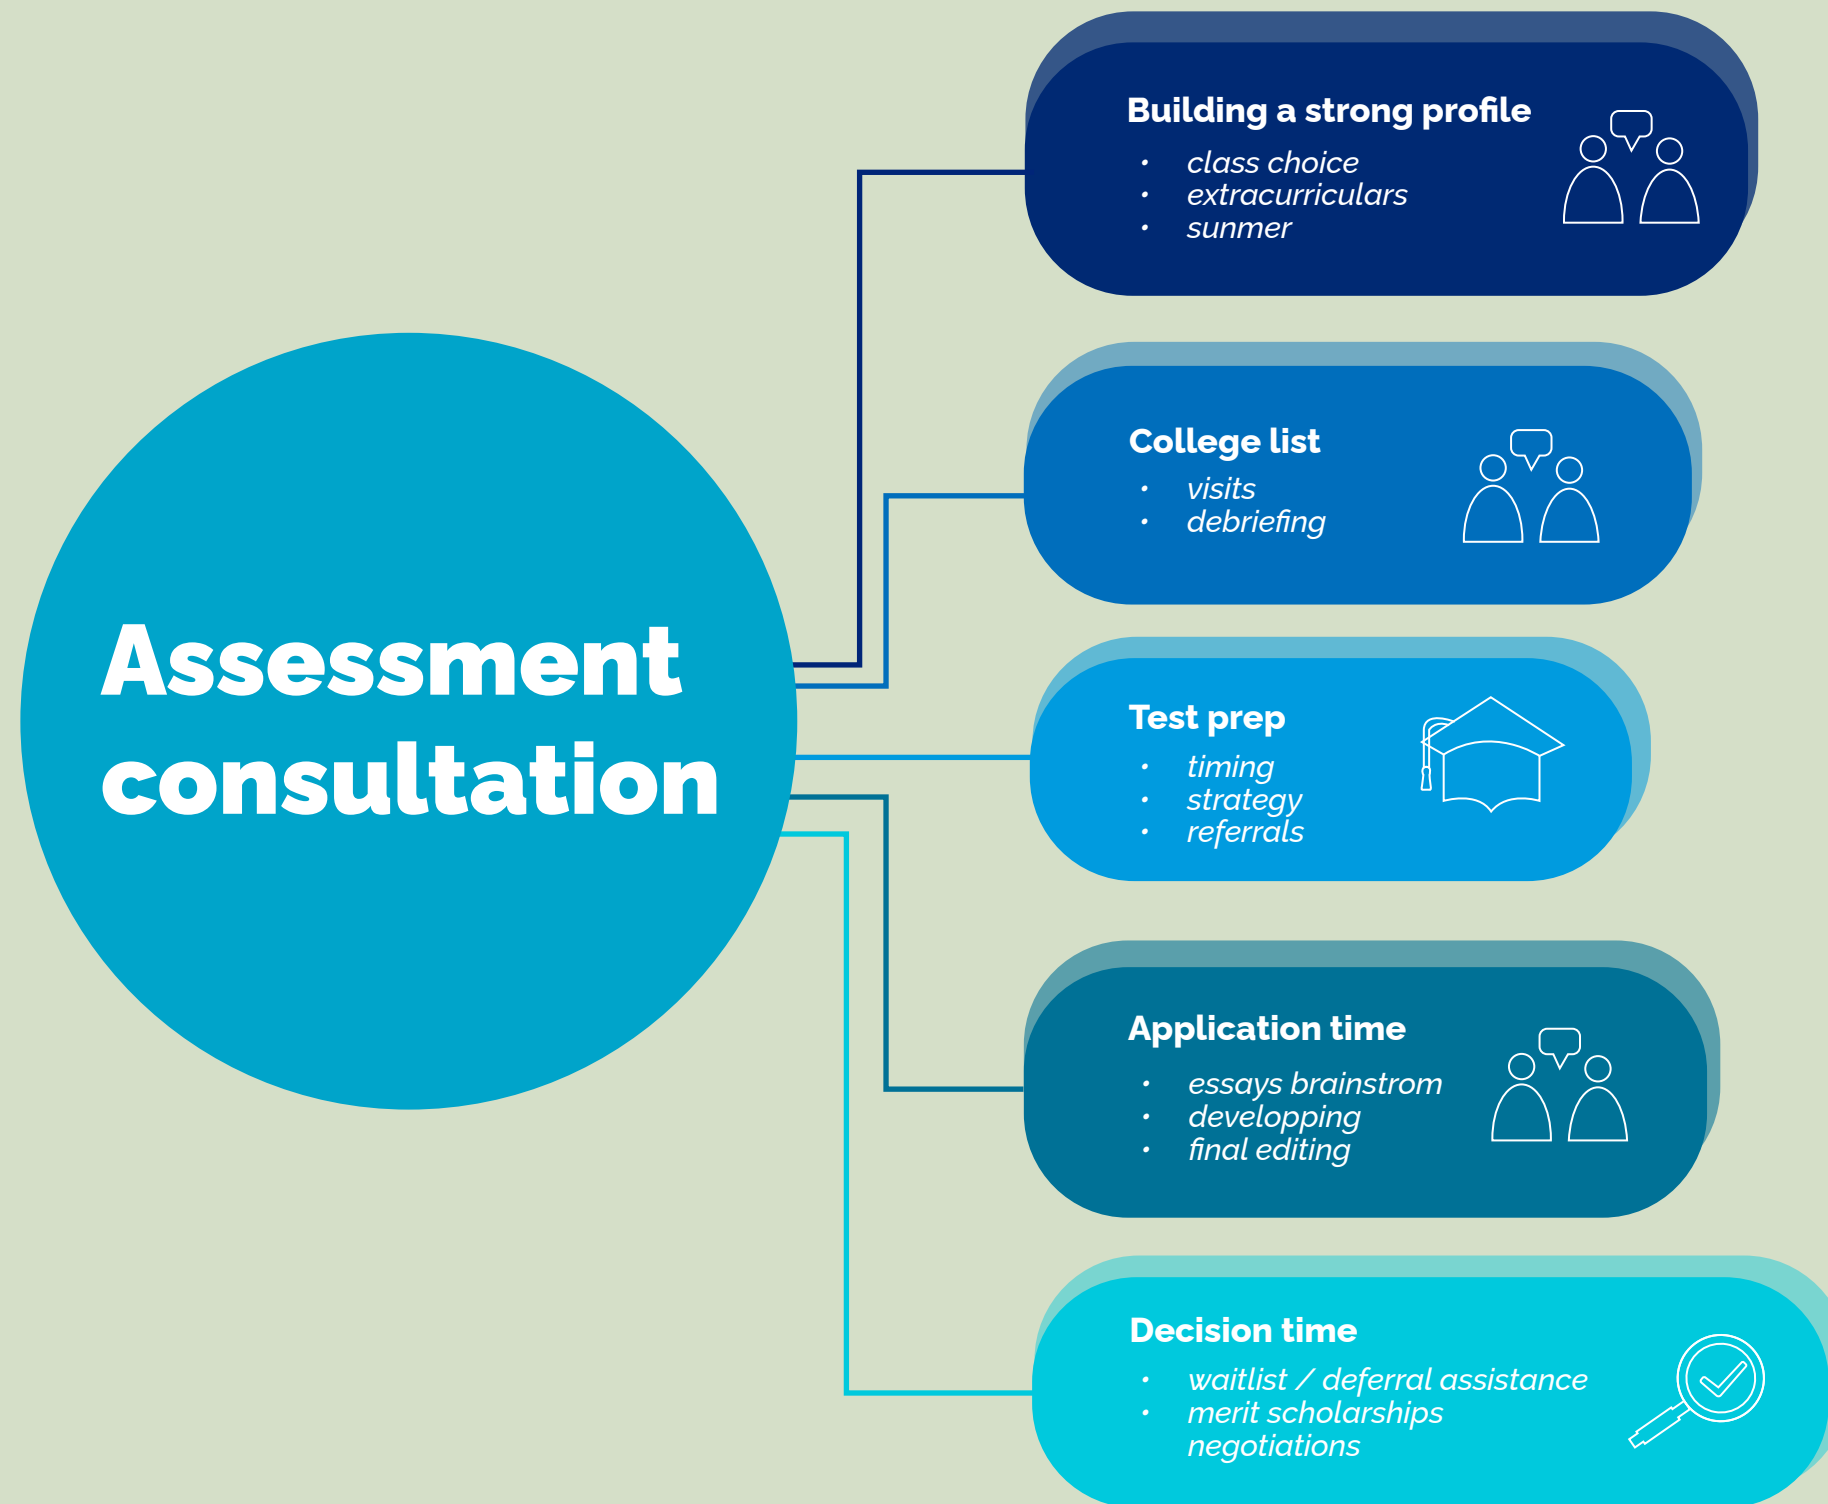 Assessment
consultation
Building a strong profile
• class choice
• extracurriculars
• sunmer
College list
• visits
• debriefing
Test prep
• timing
• strategy
• referrals
Application time
• essays brainstrom
• developping
• final editing
Decision time
• waitlist / deferral assistance
• merit scholarships
negotiations